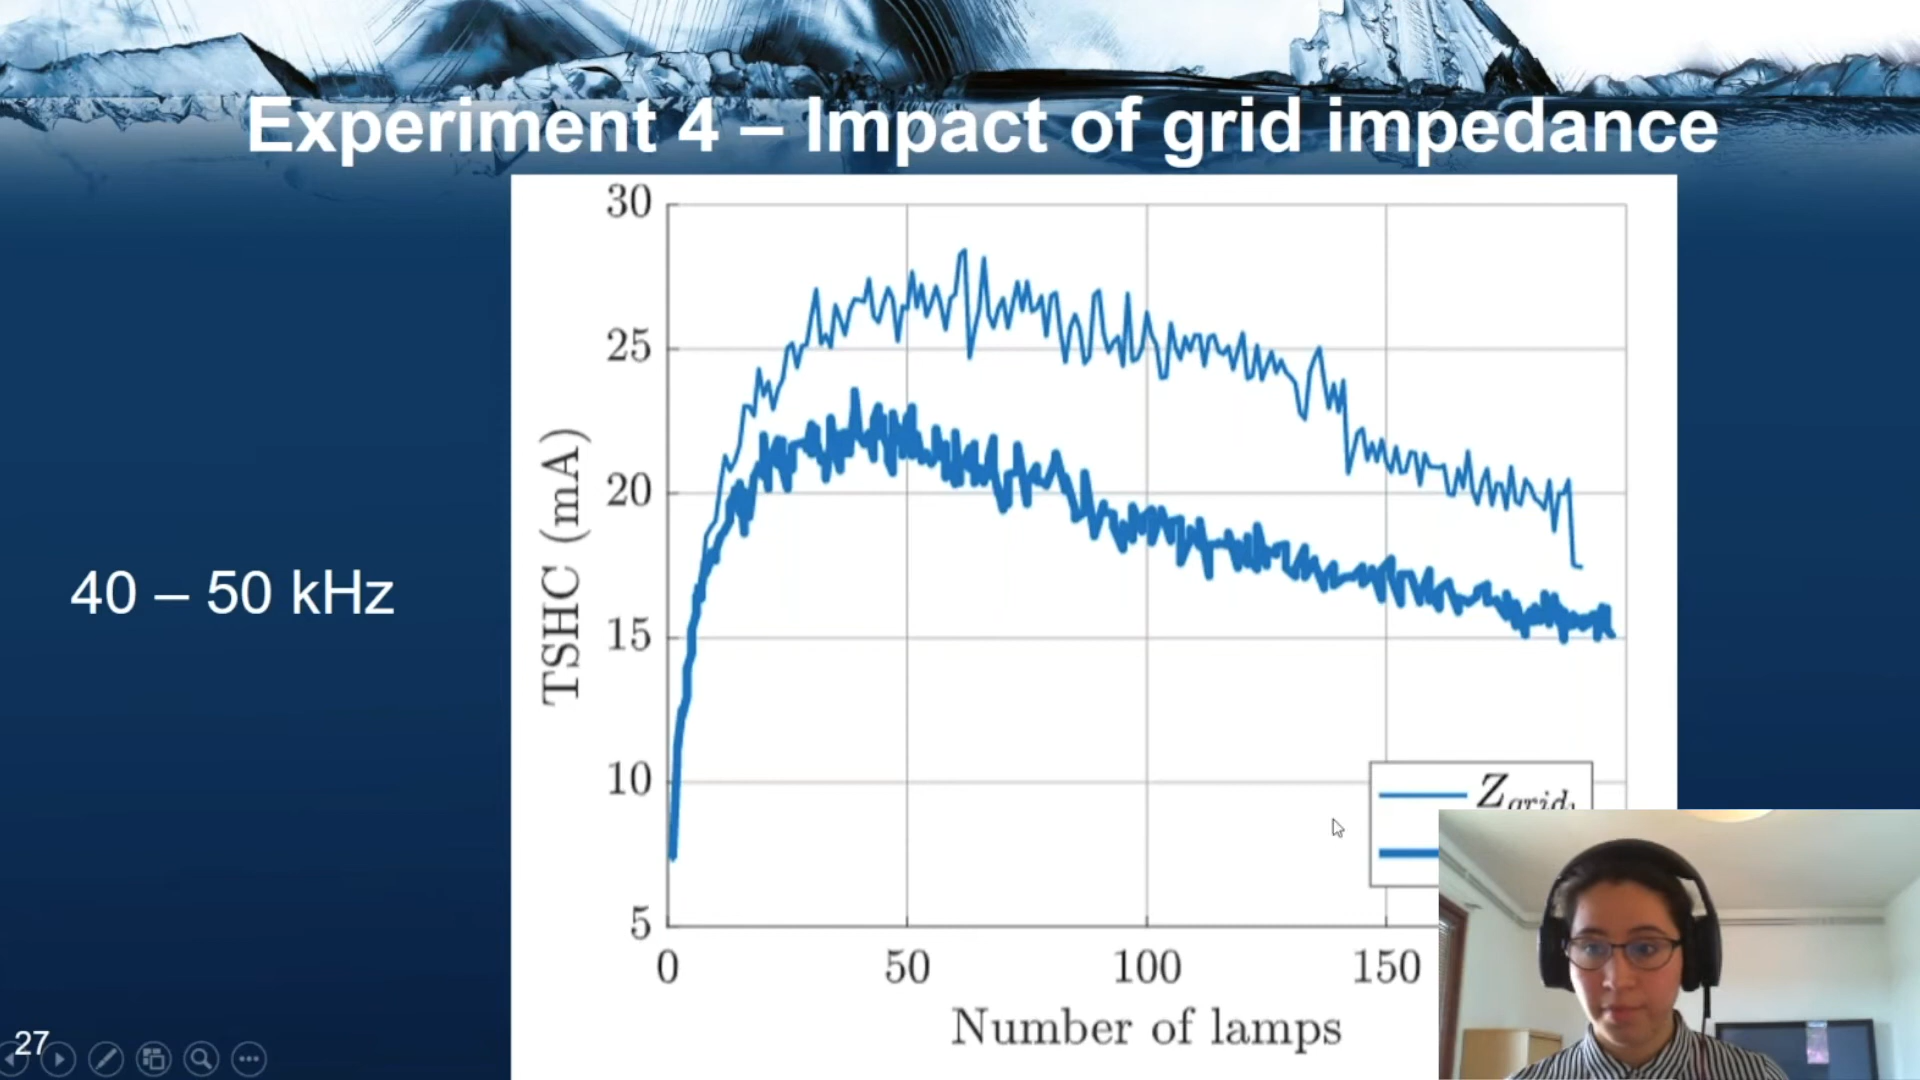 Experiment 4 – Impact of grid impedance
40 – 50 kHz
TSHC (mA)
30
25
20
15
10
5
0 50 100 150
Number of lamps
27